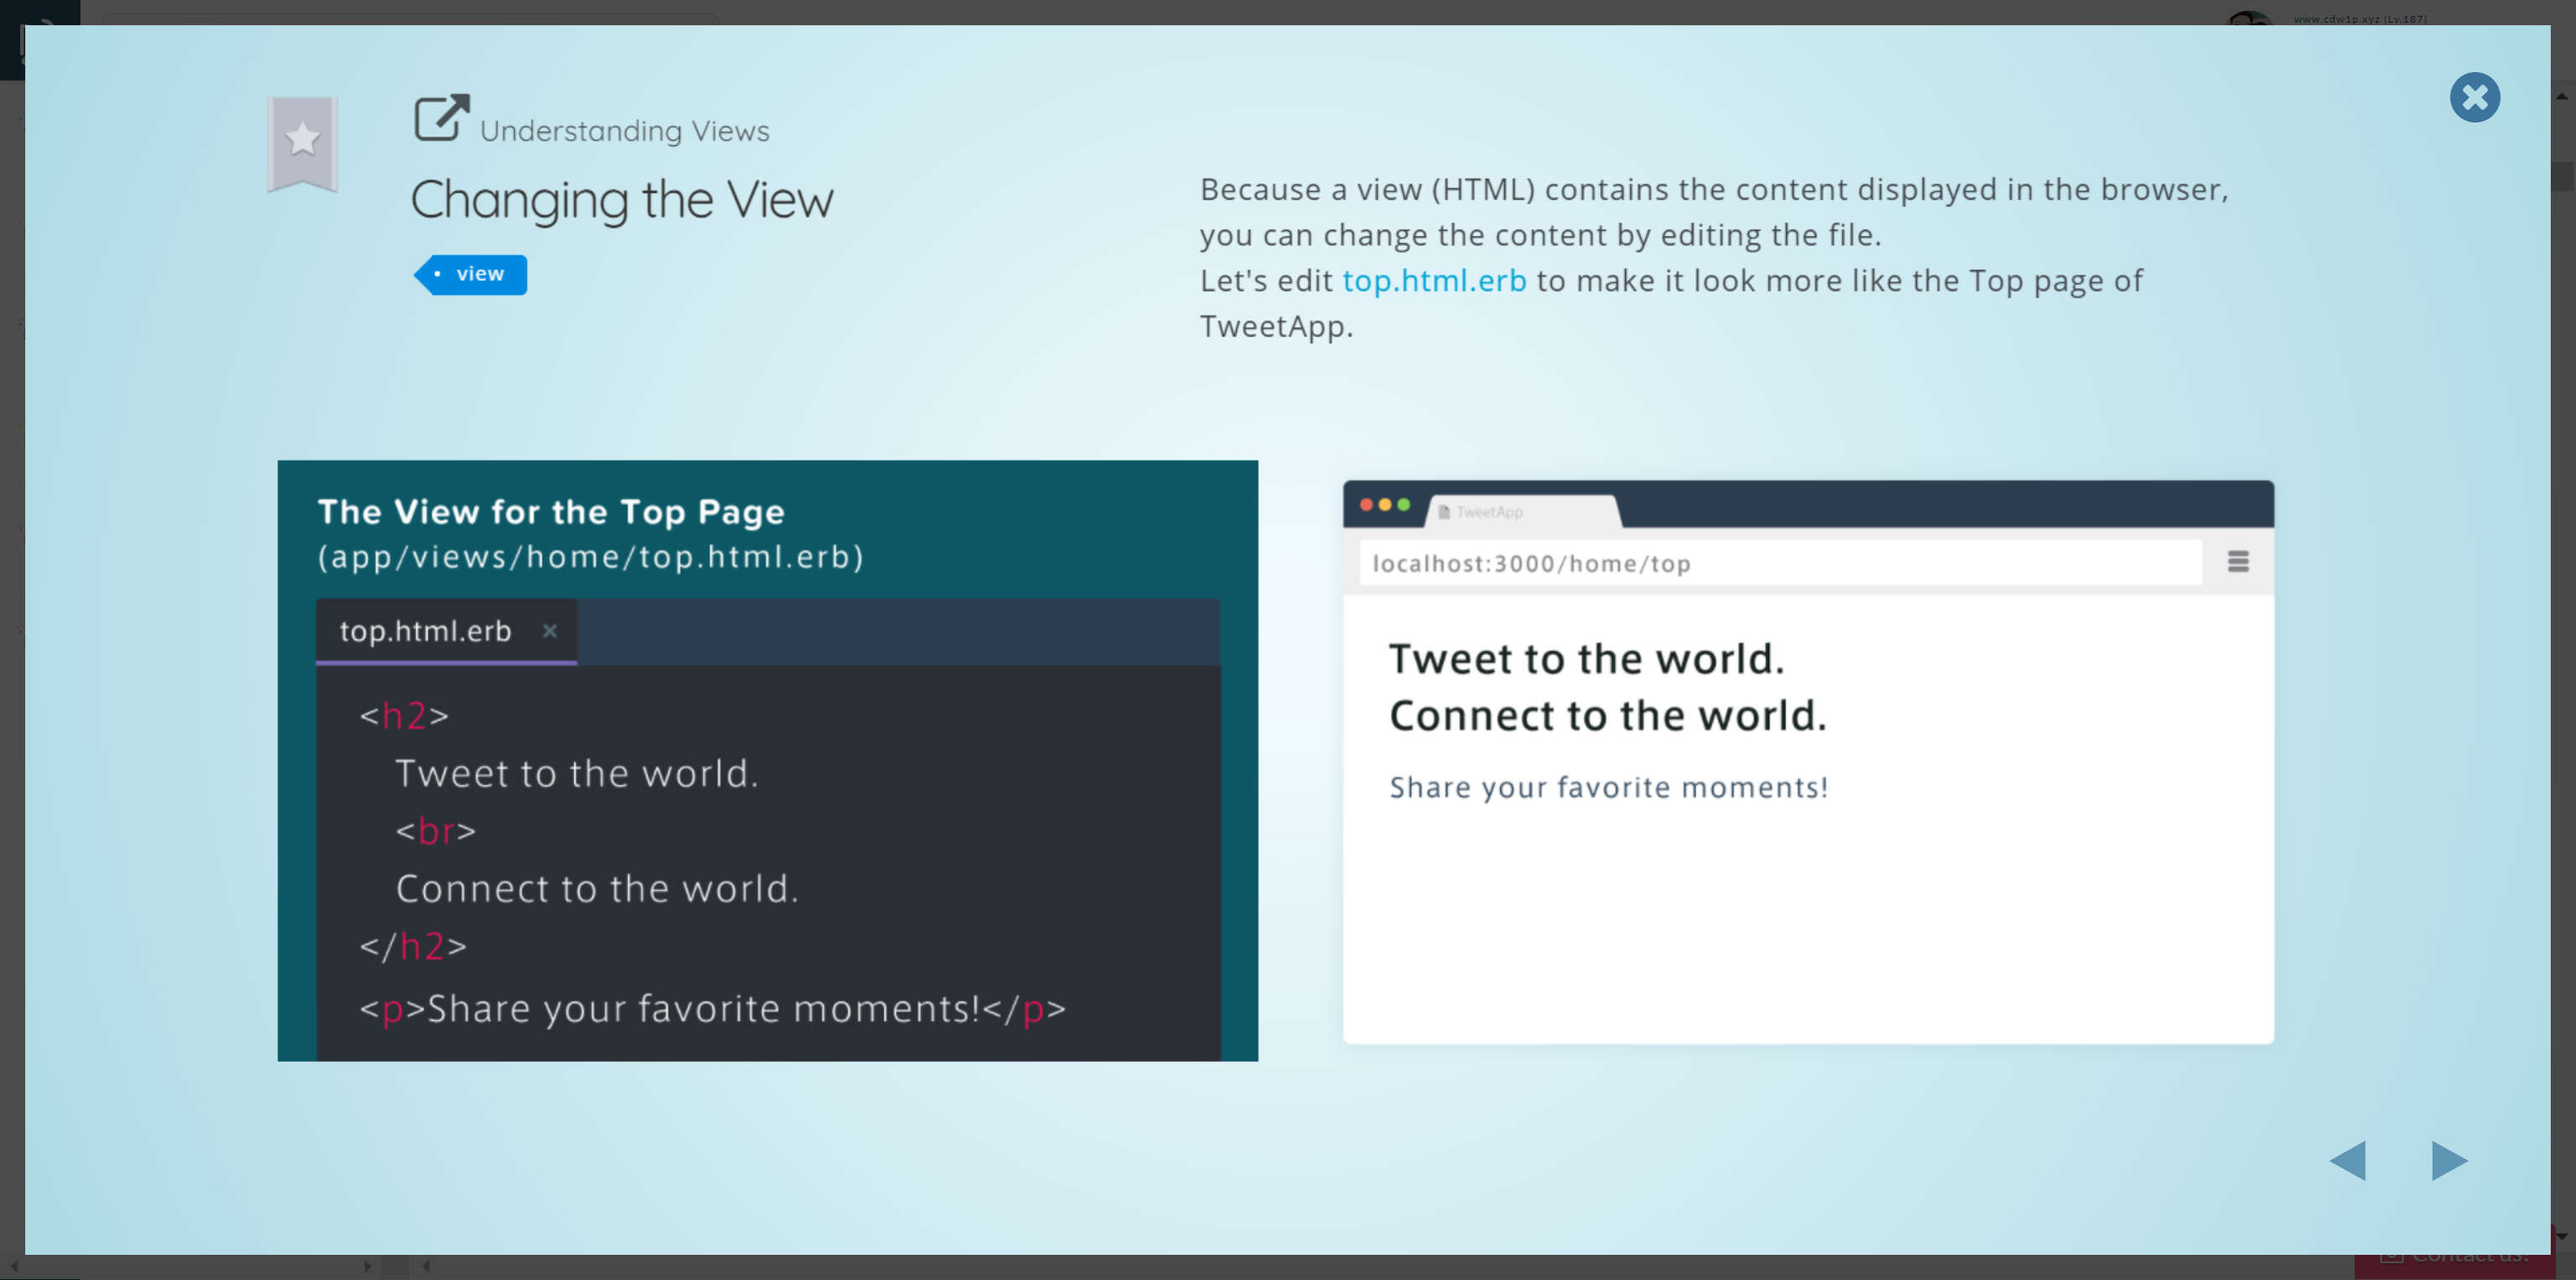 www.cdw1p.xyz (Lv.187)
Understanding Views
Changing the View
view
Because a view (HTML) contains the content displayed in the browser,
you can change the content by editing the file.
Let's edit top.html.erb to make it look more like the Top page of
TweetApp.
The View for the Top Page
(app/views/home/top.html.erb)
top.html.erb ×
<h2>
Tweet to the world.
<br>
Connect to the world.
</h2>
<p>Share your favorite moments!</p>
TweetApp
localhost:3000/home/top
Tweet to the world.
Connect to the world.
Share your favorite moments!
Contact us!